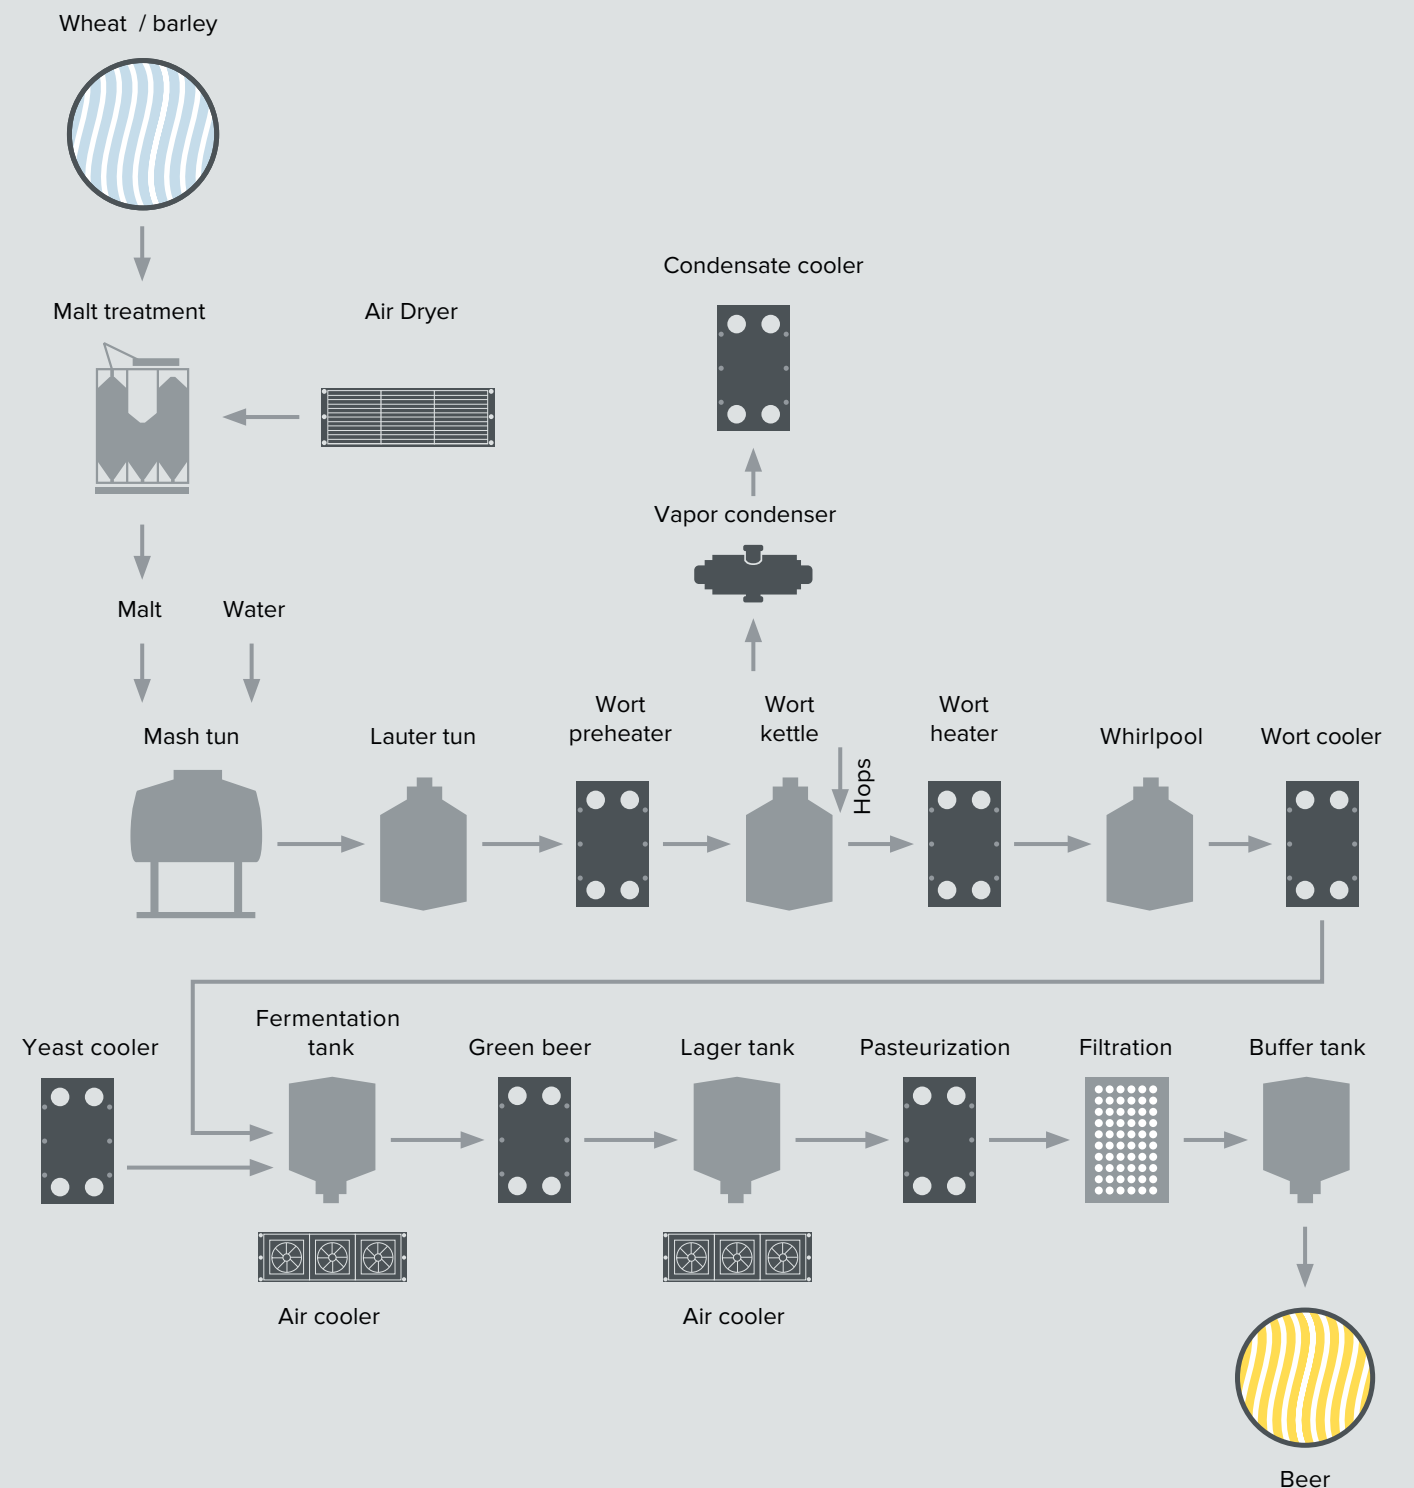 Wheat / barley
Condensate cooler
Malt treatment
Air Dryer
Vapor condenser
Malt
Water
Mash tun
Lauter tun
Wort
preheater
Wort
kettle
Hops
Wort
heater
Whirlpool
Wort cooler
Yeast cooler
Fermentation
tank
Green beer
Lager tank
Pasteurization
Filtration
Buffer tank
Air cooler
Air cooler
Beer